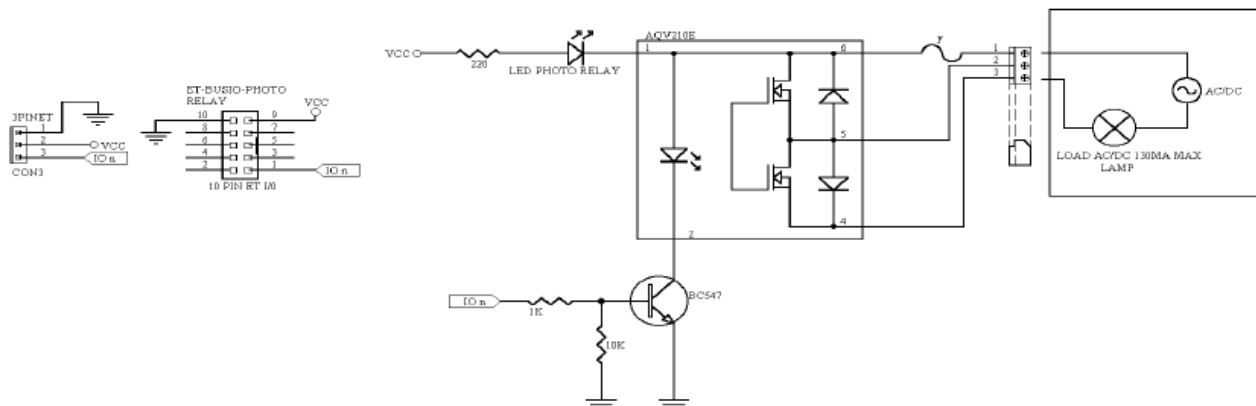 JPINET
1
2
3
VCC
IO n
CON3
ET-BUSIO-PHOTO
RELAY
VCC
10 9
8 7
6 5
4 3
2 1
IO n
10 PIN ET I/O
VCC
220
LED PHOTO RELAY
AQV210E
1
6
5
4
2
F
1
2
3
AC/DC
LOAD AC/DC 130MA MAX
LAMP
IO n
1K
10K
BC547